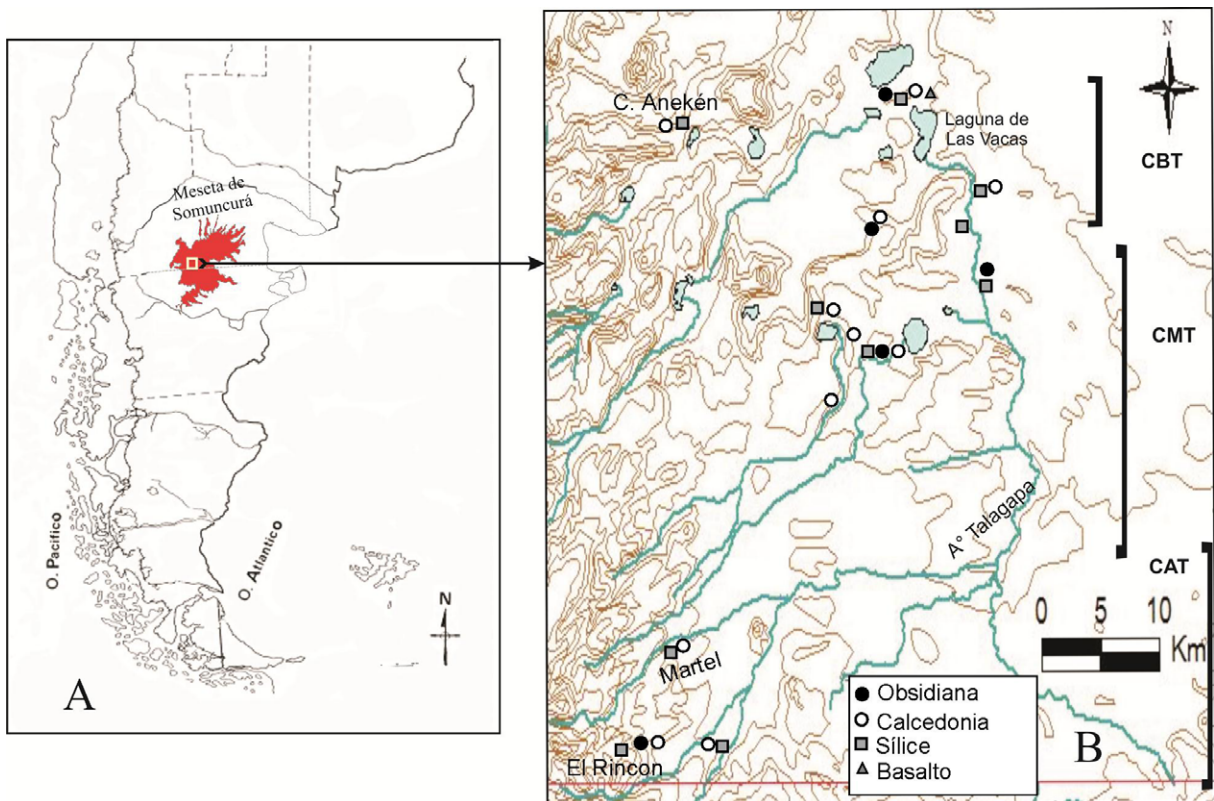 Meseta de
Somuncurá
O. Pacífico
O. Atlantico
N
A
N
C. Anekén
Laguna de
Las Vacas
CBT
CMT
A° Talagapa
CAT
0 5 10
Km
Martel
El Rincon
Obsidiana
Calcedonia
Sílice
Basalto
B